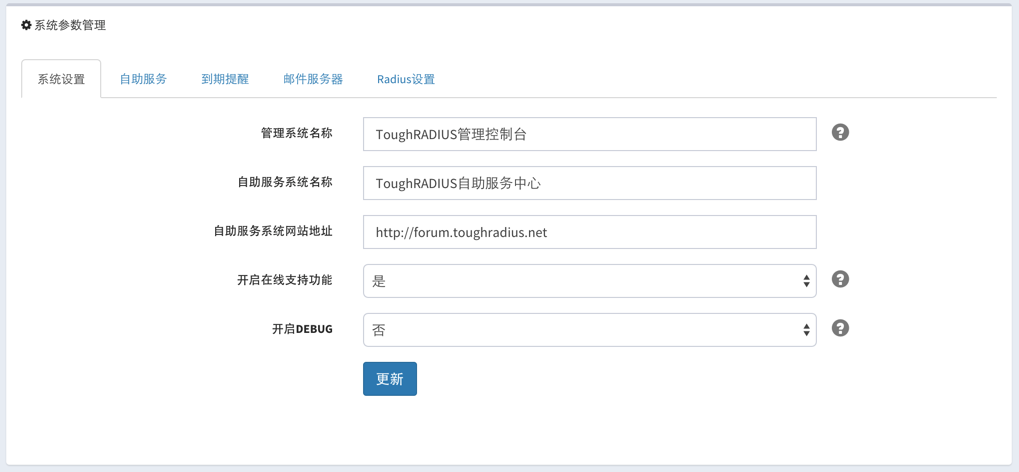 系统参数管理
系统设置 自助服务 到期提醒 邮件服务器 Radius设置
管理系统名称 ToughRADIUS管理控制台
自助服务系统名称 ToughRADIUS自助服务中心
自助服务系统网站地址 http://forum.toughradius.net
开启在线支持功能 是
开启DEBUG 否
更新